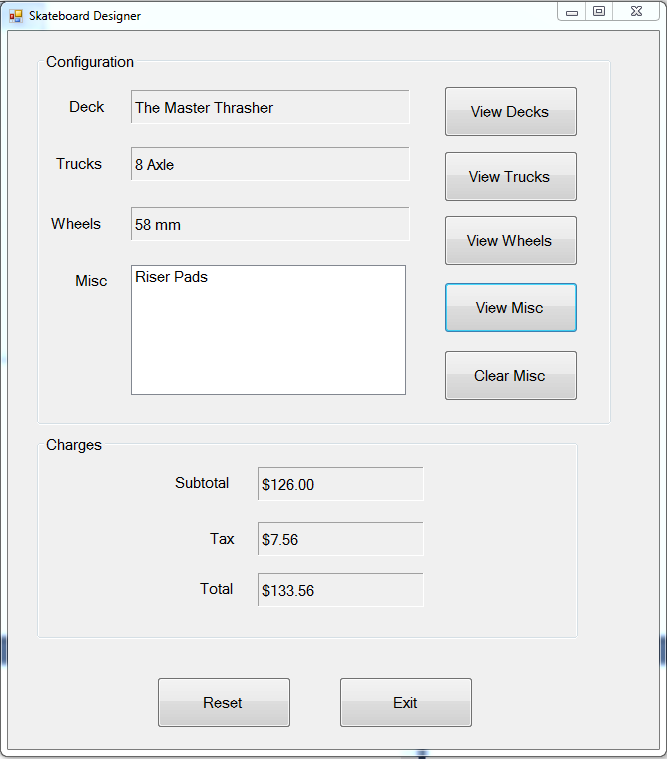 Skateboard Designer
Configuration
Deck The Master Thrasher View Decks
Trucks 8 Axle View Trucks
Wheels 58 mm View Wheels
Misc Riser Pads View Misc
Clear Misc
Charges
Subtotal $126.00
Tax $7.56
Total $133.56
Reset Exit